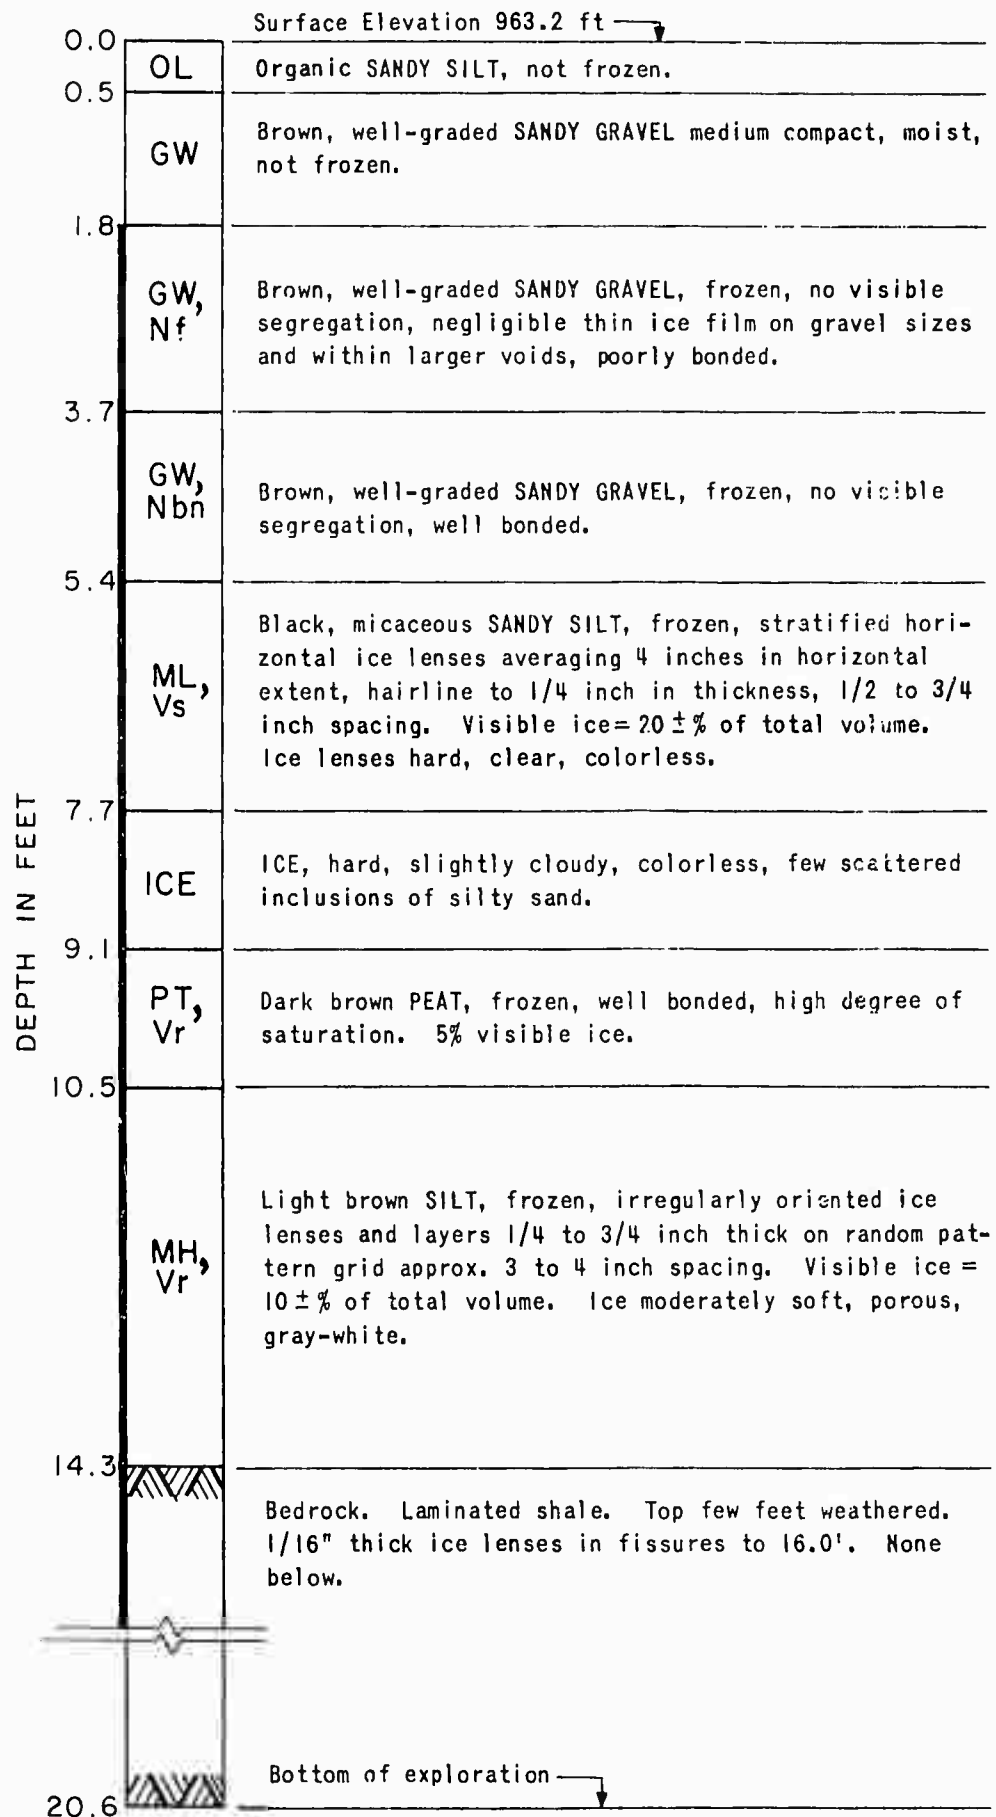 Surface Elevation 963.2 ft
0.0
OL
Organic SANDY SILT, not frozen.
0.5
GW
Brown, well-graded SANDY GRAVEL medium compact, moist,
not frozen.
1.8
GW,
Nf
Brown, well-graded SANDY GRAVEL, frozen, no visible
segregation, negligible thin ice film on gravel sizes
and within larger voids, poorly bonded.
3.7
GW,
Nbn
Brown, well-graded SANDY GRAVEL, frozen, no visible
segregation, well bonded.
5.4
ML,
Vs
Black, micaceous SANDY SILT, frozen, stratified hori-
zontal ice lenses averaging 4 inches in horizontal
extent, hairline to 1/4 inch in thickness, 1/2 to 3/4
inch spacing. Visible ice= 20 ± % of total volume.
Ice lenses hard, clear, colorless.
DEPTH IN FEET
7.7
ICE
ICE, hard, slightly cloudy, colorless, few scattered
inclusions of silty sand.
9.1
PT,
Vr
Dark brown PEAT, frozen, well bonded, high degree of
saturation. 5% visible ice.
10.5
MH,
Vr
Light brown SILT, frozen, irregularly oriented ice
lenses and layers 1/4 to 3/4 inch thick on random pat-
tern grid approx. 3 to 4 inch spacing. Visible ice =
10 ± % of total volume. Ice moderately soft, porous,
gray-white.
14.3
Bedrock. Laminated shale. Top few feet weathered.
1/16" thick ice lenses in fissures to 16.0'. None
below.
Bottom of exploration
20.6